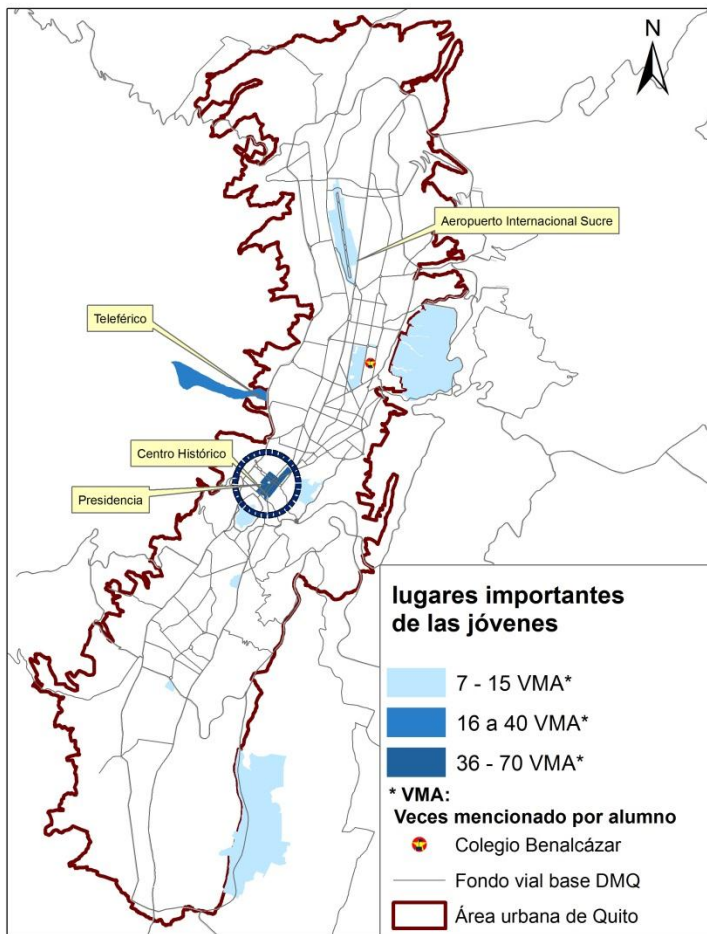 N
Aeropuerto Internacional Sucre
Teleférico
Centro Histórico
Presidencia
lugares importantes
de las jóvenes
7 - 15 VMA*
16 a 40 VMA*
36 - 70 VMA*
* VMA:
Veces mencionado por alumno
Colegio Benalcázar
Fondo vial base DMQ
Área urbana de Quito